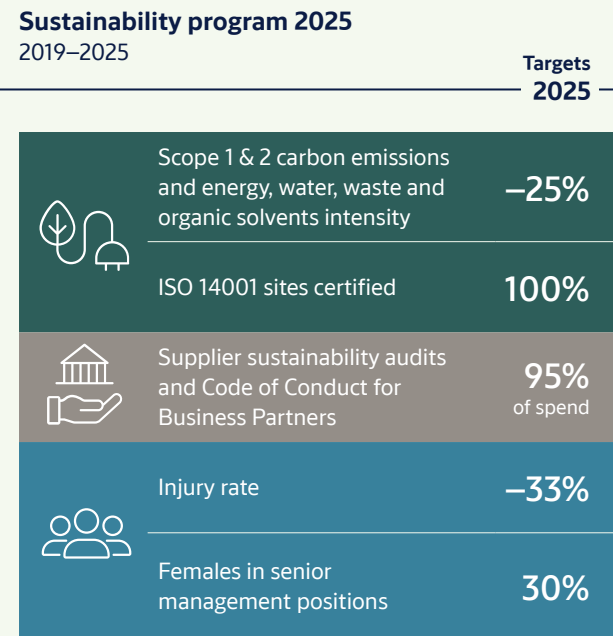 Sustainability program 2025
2019–2025
Targets
2025
Scope 1 & 2 carbon emissions
and energy, water, waste and
organic solvents intensity
–25%
ISO 14001 sites certified
100%
Supplier sustainability audits
and Code of Conduct for
Business Partners
95%
of spend
Injury rate
–33%
Females in senior
management positions
30%